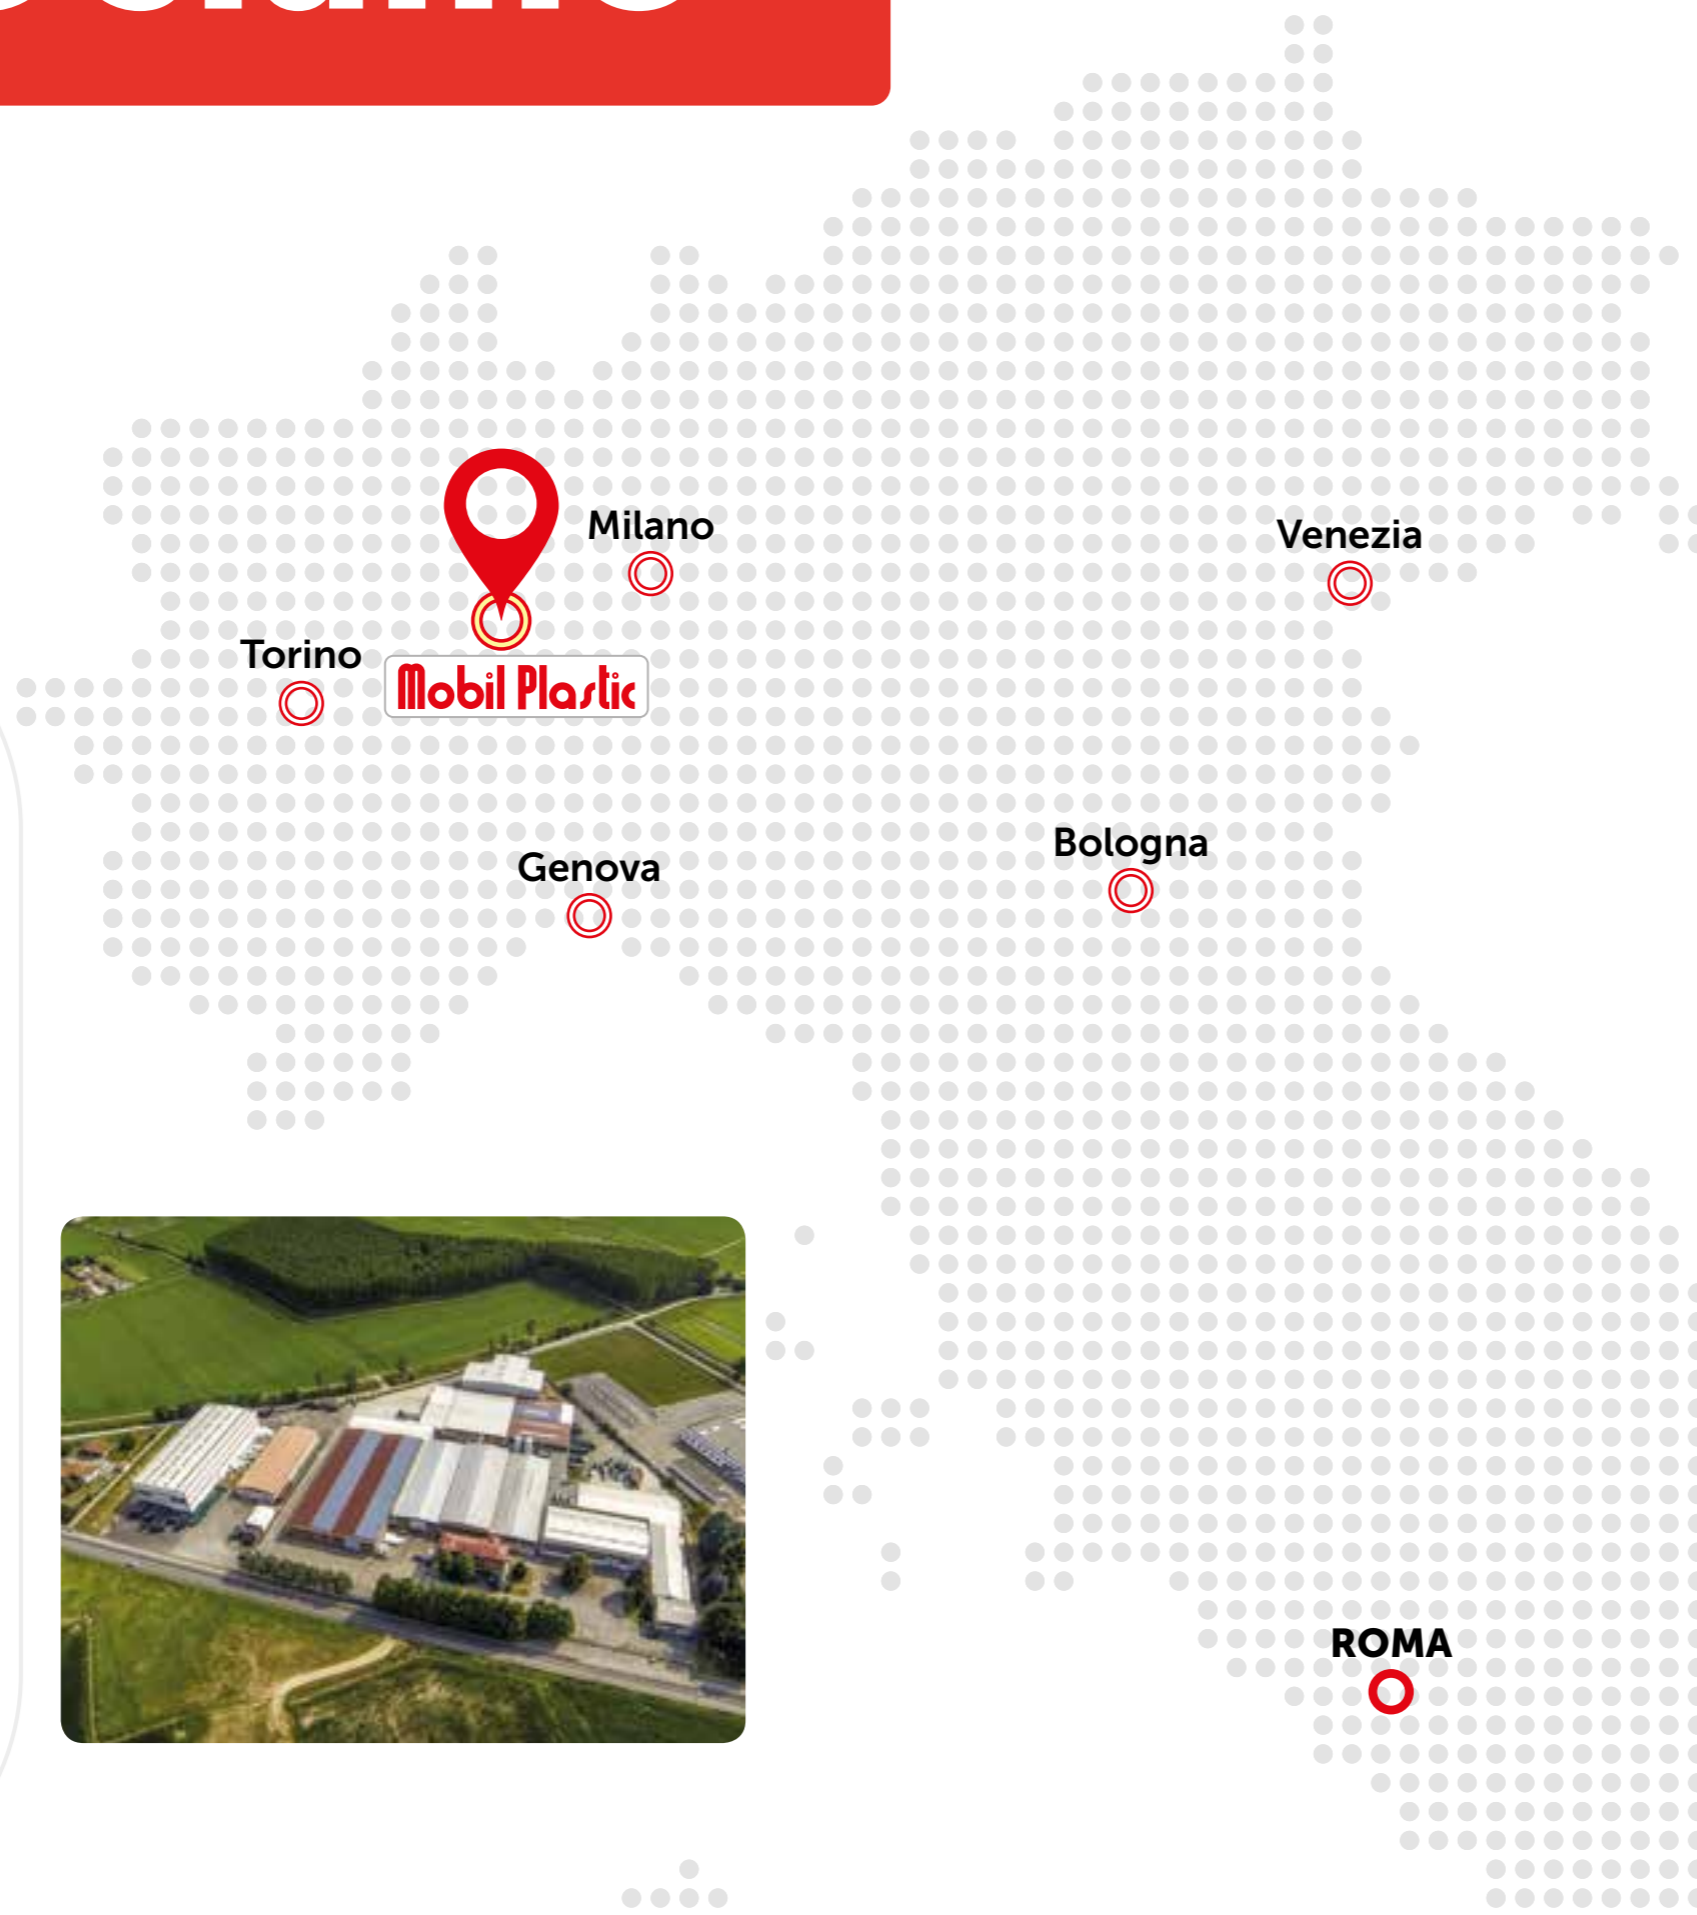 Milano
Venezia
Torino
Mobil Plastic
Bologna
Genova
ROMA